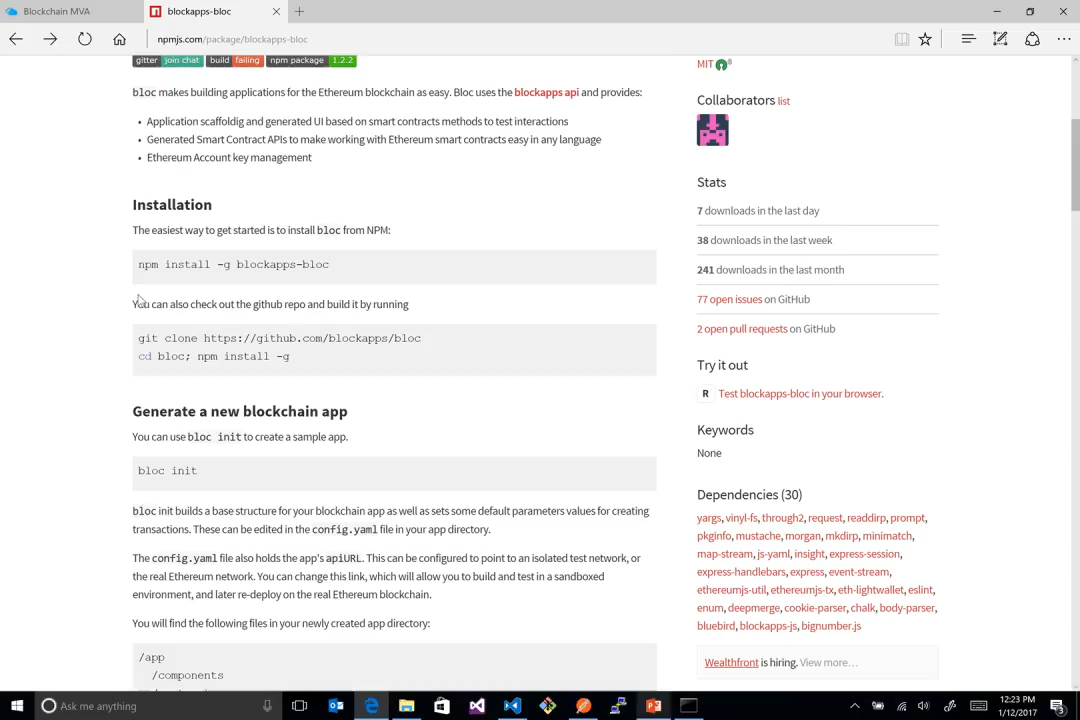 Blockchain MVA
blockapps-bloc
npmjs.com/package/blockapps-bloc
gitter join chat build failing npm package 1.2.2
bloc makes building applications for the Ethereum blockchain as easy. Bloc uses the blockapps api and provides:
• Application scaffoldig and generated UI based on smart contracts methods to test interactions
• Generated Smart Contract APIs to make working with Ethereum smart contracts easy in any language
• Ethereum Account key management
Installation
The easiest way to get started is to install bloc from NPM:
npm install -g blockapps-bloc
You can also check out the github repo and build it by running
git clone https://github.com/blockapps/bloc
cd bloc; npm install -g
Generate a new blockchain app
You can use bloc init to create a sample app.
bloc init
bloc init builds a base structure for your blockchain app as well as sets some default parameters values for creating
transactions. These can be edited in the config.yaml file in your app directory.
The config.yaml file also holds the app's apiURL. This can be configured to point to an isolated test network, or
the real Ethereum network. You can change this link, which will allow you to build and test in a sandboxed
environment, and later re-deploy on the real Ethereum blockchain.
You will find the following files in your newly created app directory:
/app
/components
MIT
Collaborators list
Stats
7 downloads in the last day
38 downloads in the last week
241 downloads in the last month
77 open issues on GitHub
2 open pull requests on GitHub
Try it out
R Test blockapps-bloc in your browser.
Keywords
None
Dependencies (30)
yargs, vinyl-fs, through2, request, readdirp, prompt,
pkginfo, mustache, morgan, mkdirp, minimatch,
map-stream, js-yaml, insight, express-session,
express-handlebars, express, event-stream,
ethereumjs-util, ethereumjs-tx, eth-lightwallet, eslint,
enum, deepmerge, cookie-parser, chalk, body-parser,
bluebird, blockapps-js, bignumber.js
Wealthfront is hiring. View more…
Ask me anything
12:23 PM
1/12/2017
3